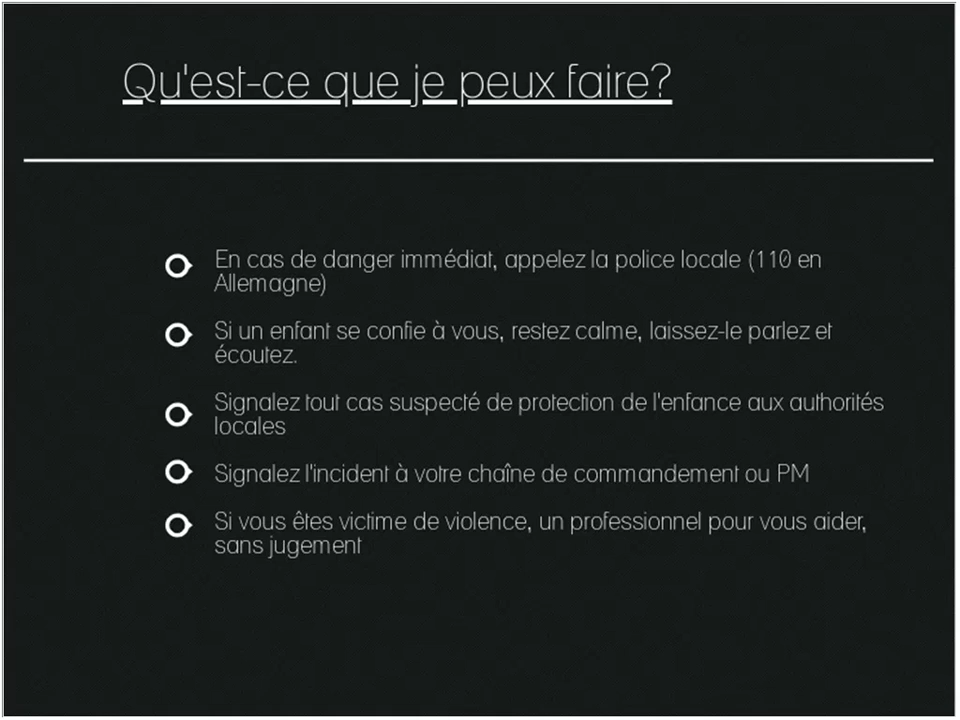 Qu'est-ce que je peux faire?
En cas de danger immédiat, appelez la police locale (110 en
Allemagne)
Si un enfant se confie à vous, restez calme, laissez-le parlez et
écoutez.
Signalez tout cas suspecté de protection de l'enfance aux authorités
locales
Signalez l'incident à votre chaîne de commandement ou PM
Si vous êtes victime de violence, un professionnel pour vous aider,
sans jugement